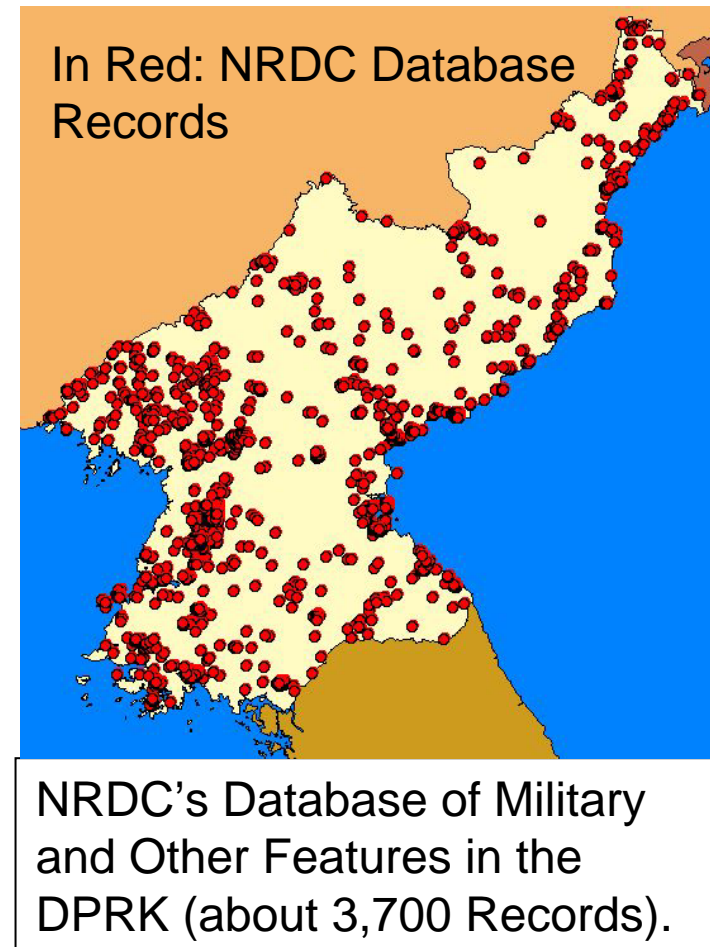 In Red: NRDC Database
Records
NRDC’s Database of Military
and Other Features in the
DPRK (about 3,700 Records).